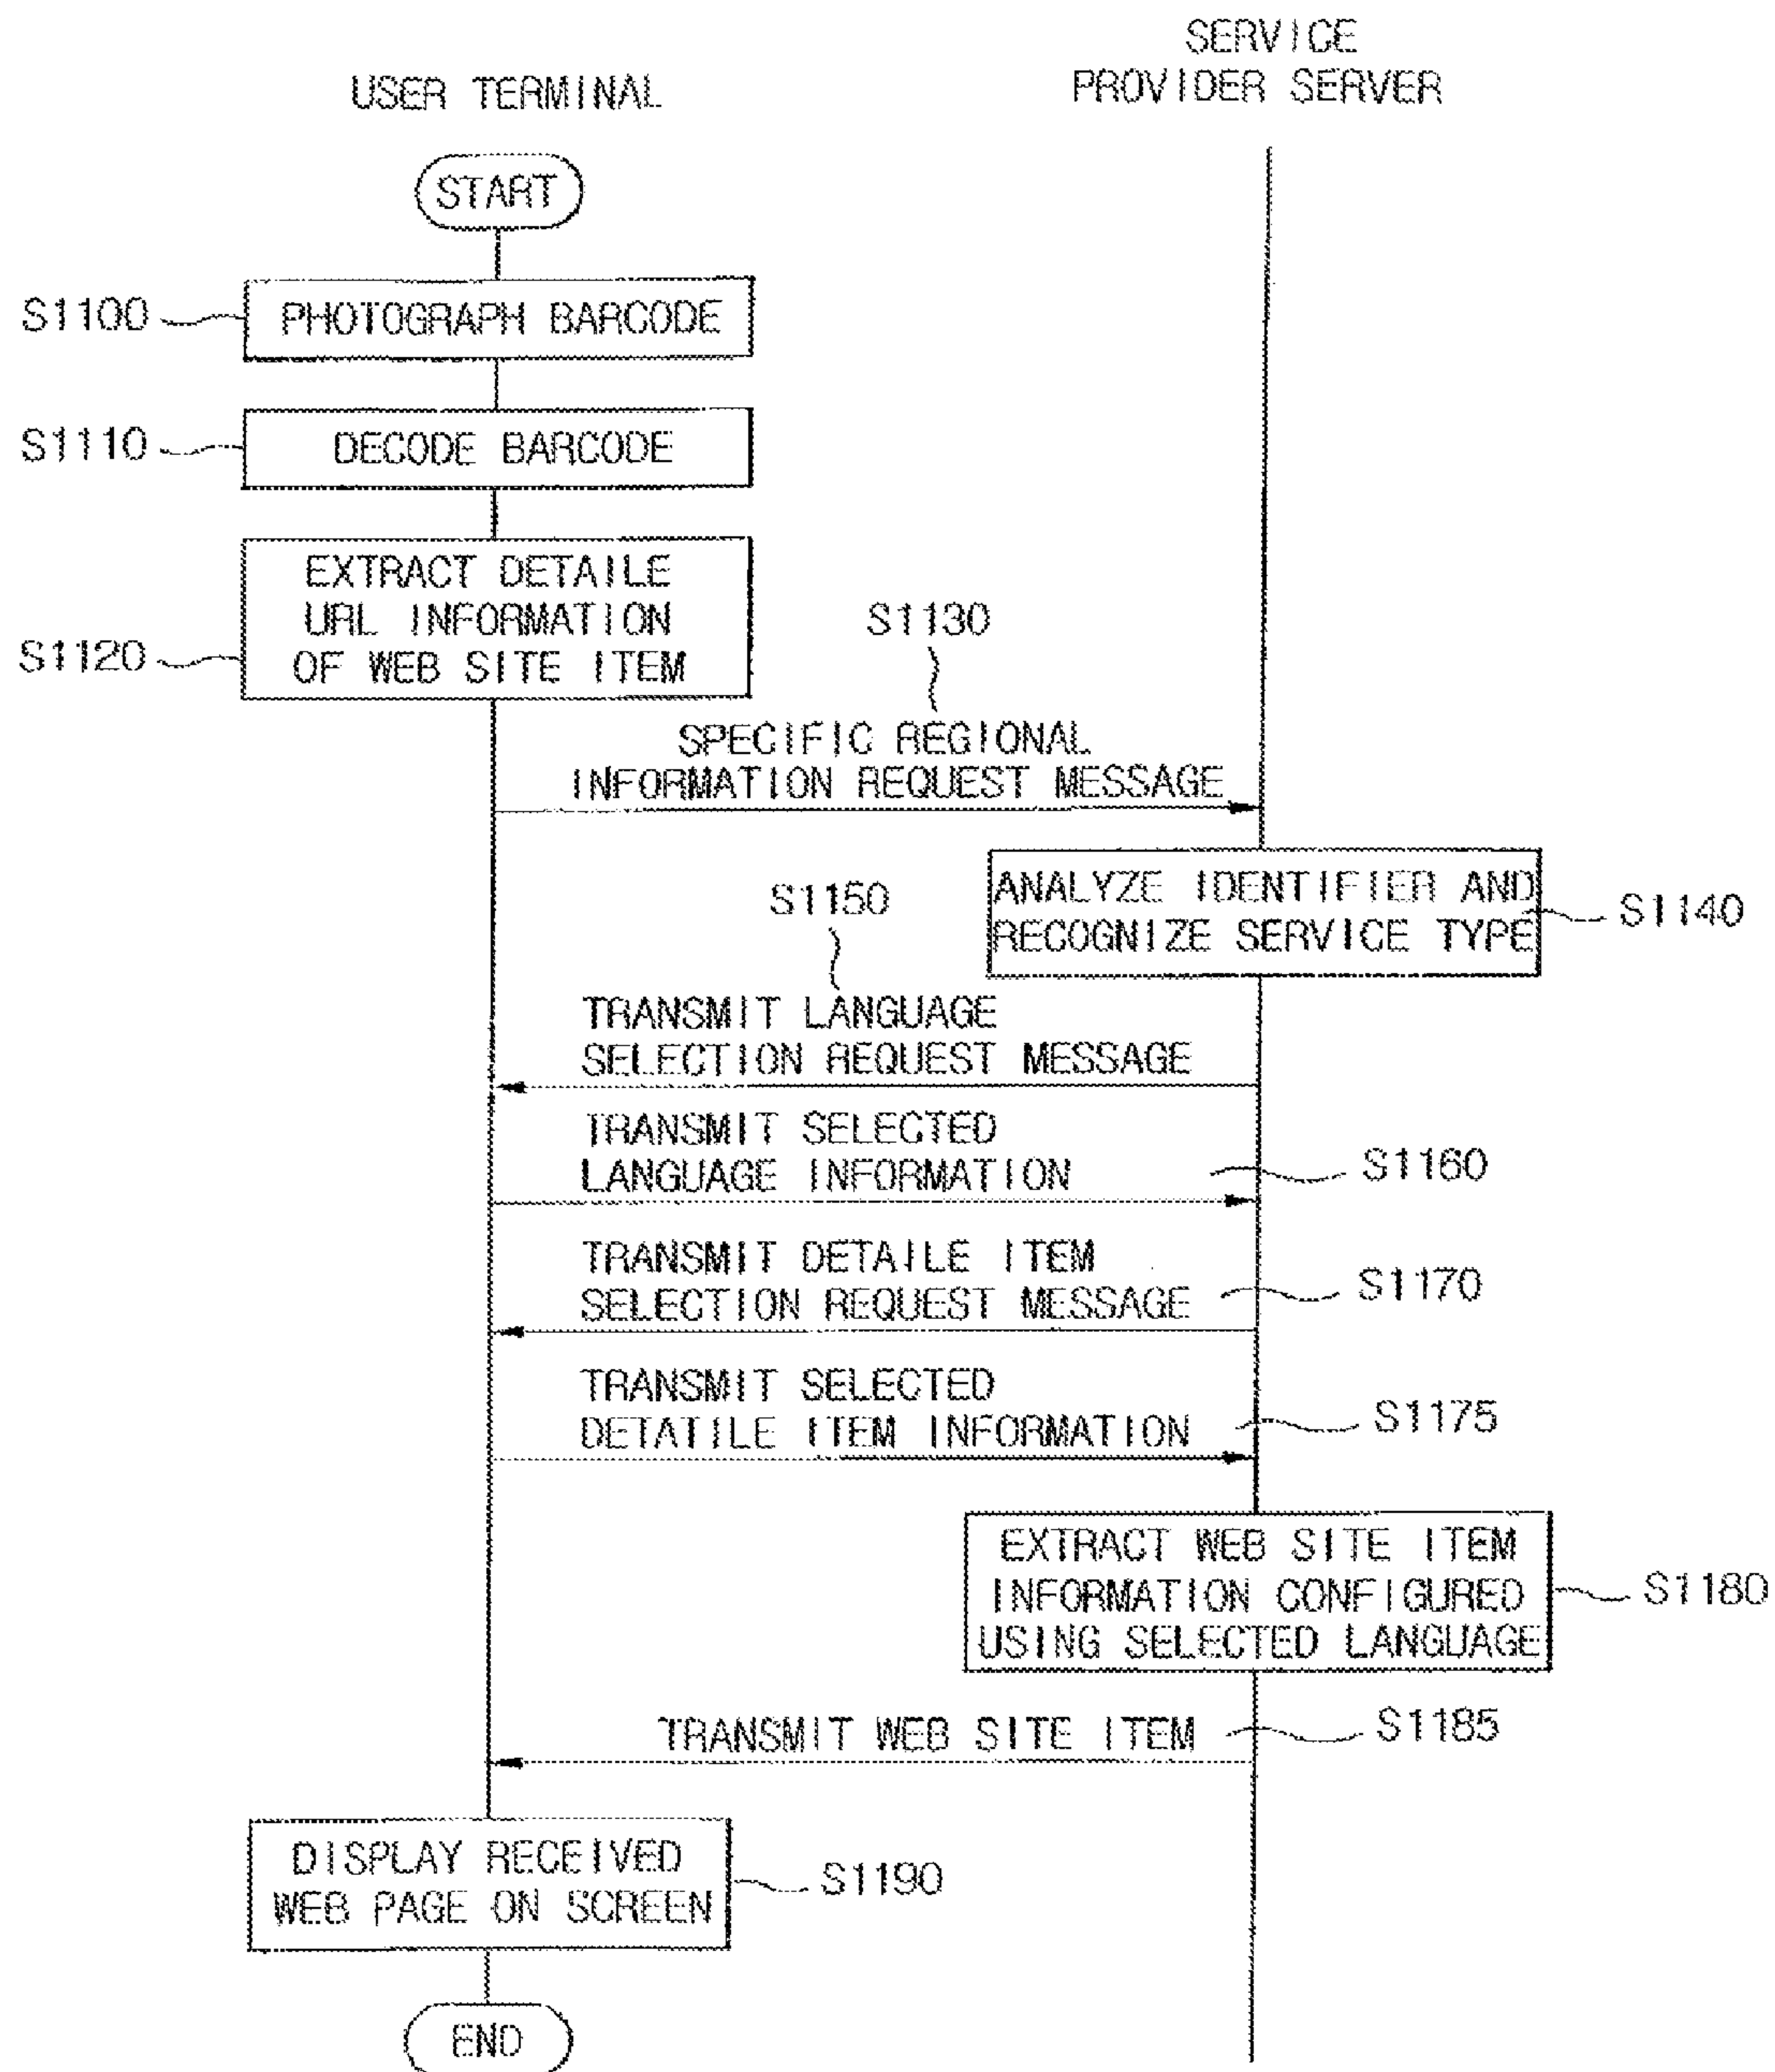 SERVICE
PROVIDER SERVER
USER TERMINAL
START
S1100
PHOTOGRAPH BARCODE
S1110
DECODE BARCODE
EXTRACT DETAILE
URL INFORMATION
OF WEB SITE ITEM
S1120
S1130
SPECIFIC REGIONAL
INFORMATION REQUEST MESSAGE
ANALYZE IDENTIFIER AND
RECOGNIZE SERVICE TYPE
S1140
S1150
TRANSMIT LANGUAGE
SELECTION REQUEST MESSAGE
TRANSMIT SELECTED
LANGUAGE INFORMATION
S1160
TRANSMIT DETAILE ITEM
SELECTION REQUEST MESSAGE
S1170
TRANSMIT SELECTED
DETATILE ITEM INFORMATION
S1175
EXTRACT WEB SITE ITEM
INFORMATION CONFIGURED
USING SELECTED LANGUAGE
S1180
TRANSMIT WEB SITE ITEM
S1185
DISPLAY RECEIVED
WEB PAGE ON SCREEN
S1190
END